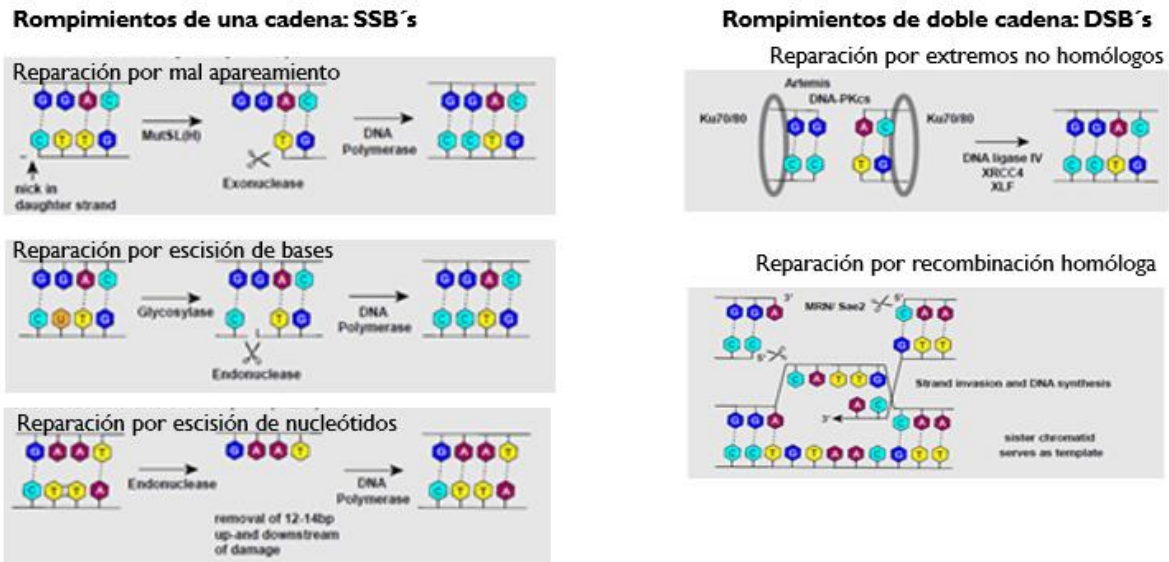 Rompimientos de una cadena: SSB´s
Reparación por mal apareamiento
G G A C
G G A C
G G A C
MutSL(H)
DNA
Polymerase
C T T G
T G
C C T G
nick in
daughter strand
Exonuclease
Reparación por escisión de bases
G G A C
G G A C
G G A C
Glycosylase
DNA
Polymerase
C U T G
C T G
C C T G
Endonuclease
Reparación por escisión de nucleótidos
G A A T
G A A T
G A A T
Endonuclease
DNA
Polymerase
C T T A
C T T A
removal of 12-14bp
up-and downstream
of damage
Rompimientos de doble cadena: DSB´s
Reparación por extremos no homólogos
Artemis
DNA-PKcs
Ku70/80
Ku70/80
G G A C
G G A C
C C T G
C C T G
DNA ligase IV
XRCC4
XLF
Reparación por recombinación homóloga
3'
MRN/ Sae2
5'
G G A
C A A
C C
5'
G T T
C A T T G
Strand invasion and DNA synthesis
A C
3'
G G A
C A A
sister chromatid
serves as template
C C T G T A A C G T T